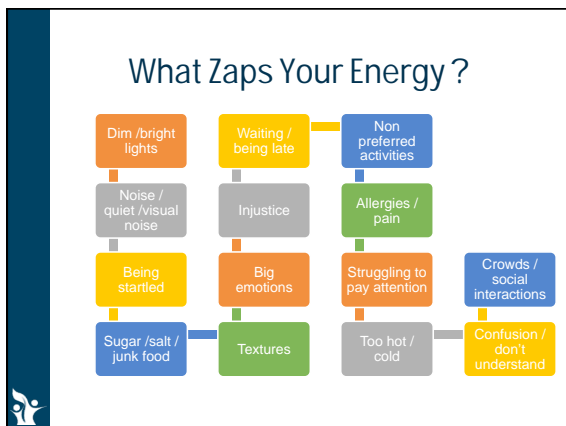 What Zaps Your Energy ?
Dim /bright
lights
Noise /
quiet /visual
noise
Being
startled
Sugar /salt /
junk food
Textures
Big
emotions
Injustice
Waiting /
being late
Non
preferred
activities
Allergies /
pain
Struggling to
pay attention
Too hot /
cold
Confusion /
don't
understand
Crowds /
social
interactions